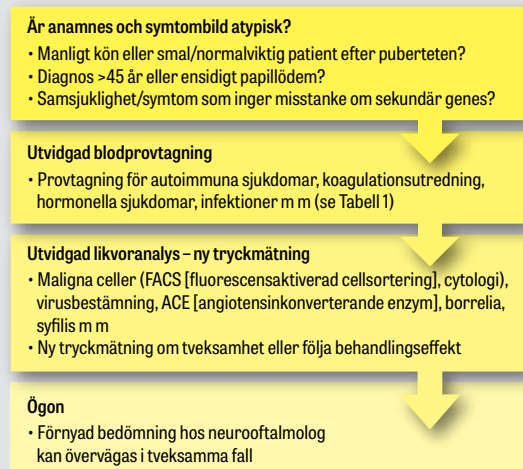 Är anamnes och symtombild atypisk?
• Manligt kön eller smal/normalviktig patient efter puberteten?
• Diagnos >45 år eller ensidigt papillödem?
• Samsjuklighet/symtom som inger misstanke om sekundär genes?
Utvidgad blodprovtagning
• Provtagning för autoimmuna sjukdomar, koagulationsutredning,
hormonella sjukdomar, infektioner m m (se Tabell 1)
Utvidgad likvoranalys – ny tryckmätning
• Maligna celler (FACS [fluorescensaktiverad cellsortering], cytologi),
virusbestämning, ACE [angiotensinkonverterande enzym], borrelia,
syfilis m m
• Ny tryckmätning om tveksamhet eller följa behandlingseffekt
Ögon
• Förnyad bedömning hos neurooftalmolog
kan övervägas i tveksamma fall